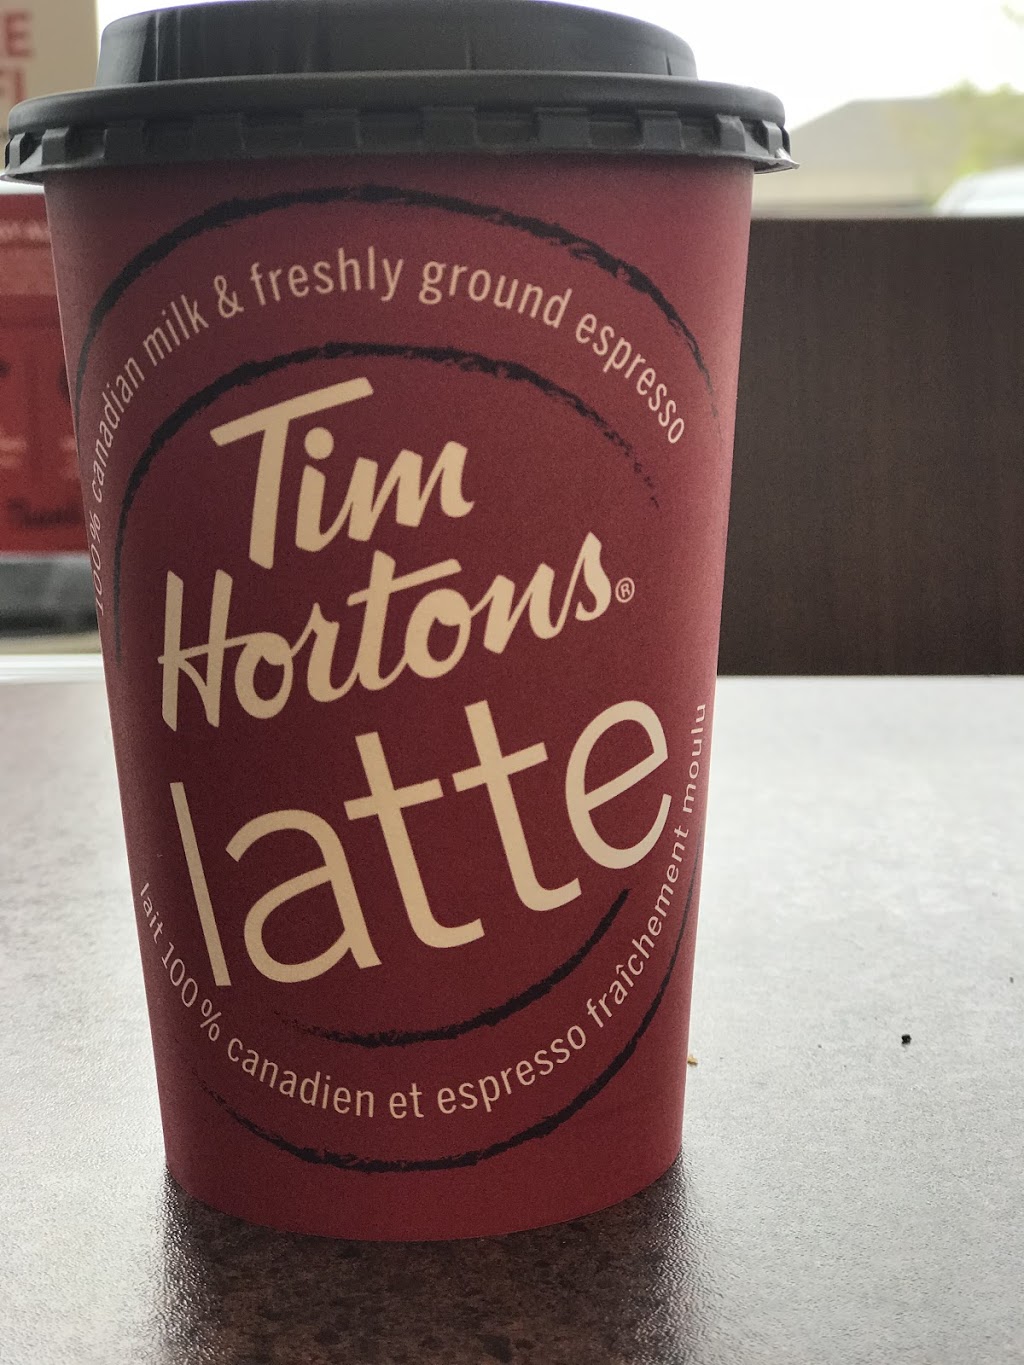 100% canadian milk & freshly ground espresso
Tim
Hortons®
latte
lait 100 % canadien et espresso fraîchement moulu